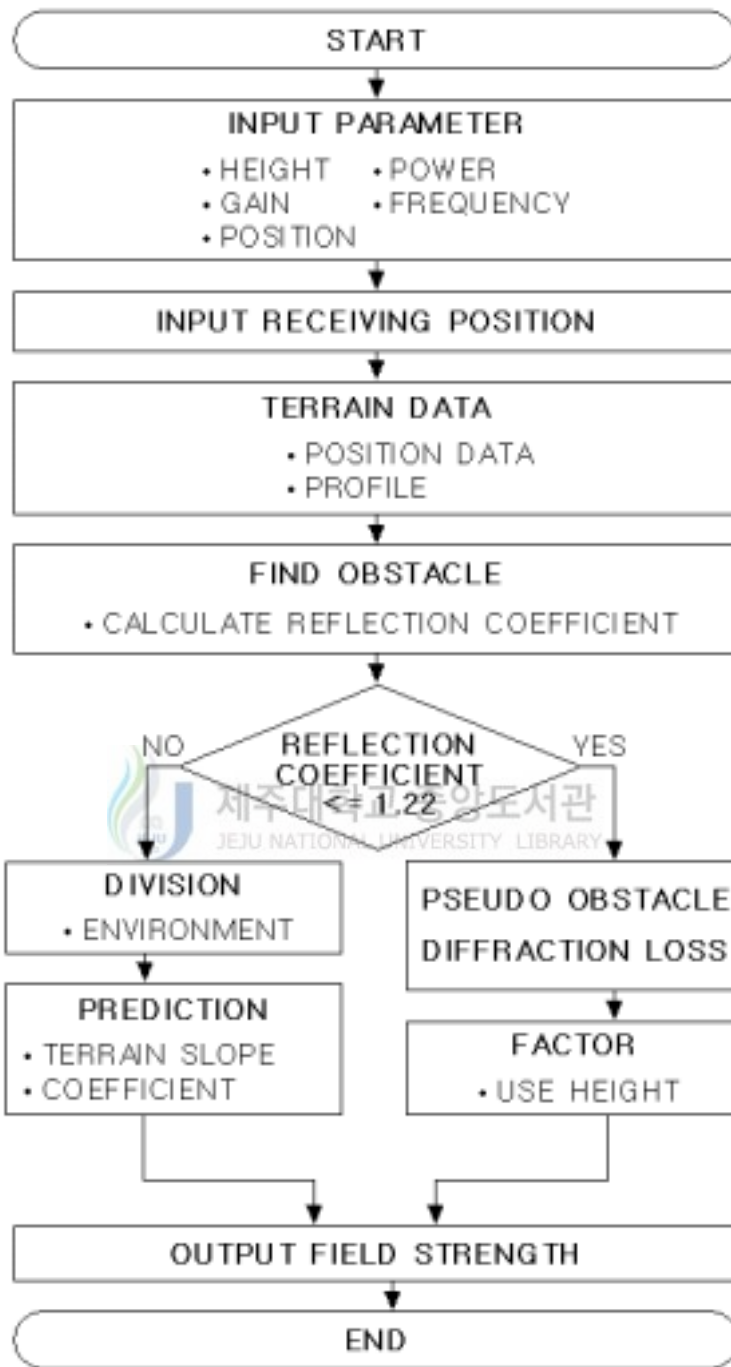 START
INPUT PARAMETER
• HEIGHT • POWER
• GAIN • FREQUENCY
• POSITION
INPUT RECEIVING POSITION
TERRAIN DATA
• POSITION DATA
• PROFILE
FIND OBSTACLE
• CALCULATE REFLECTION COEFFICIENT
NO
REFLECTION
COEFFICIENT
<= 1.22
YES
제주대학교 중앙도서관
JEJU NATIONAL UNIVERSITY LIBRARY
JEJU
DIVISION
• ENVIRONMENT
PREDICTION
• TERRAIN SLOPE
• COEFFICIENT
PSEUDO OBSTACLE
DIFFRACTION LOSS
FACTOR
• USE HEIGHT
OUTPUT FIELD STRENGTH
END